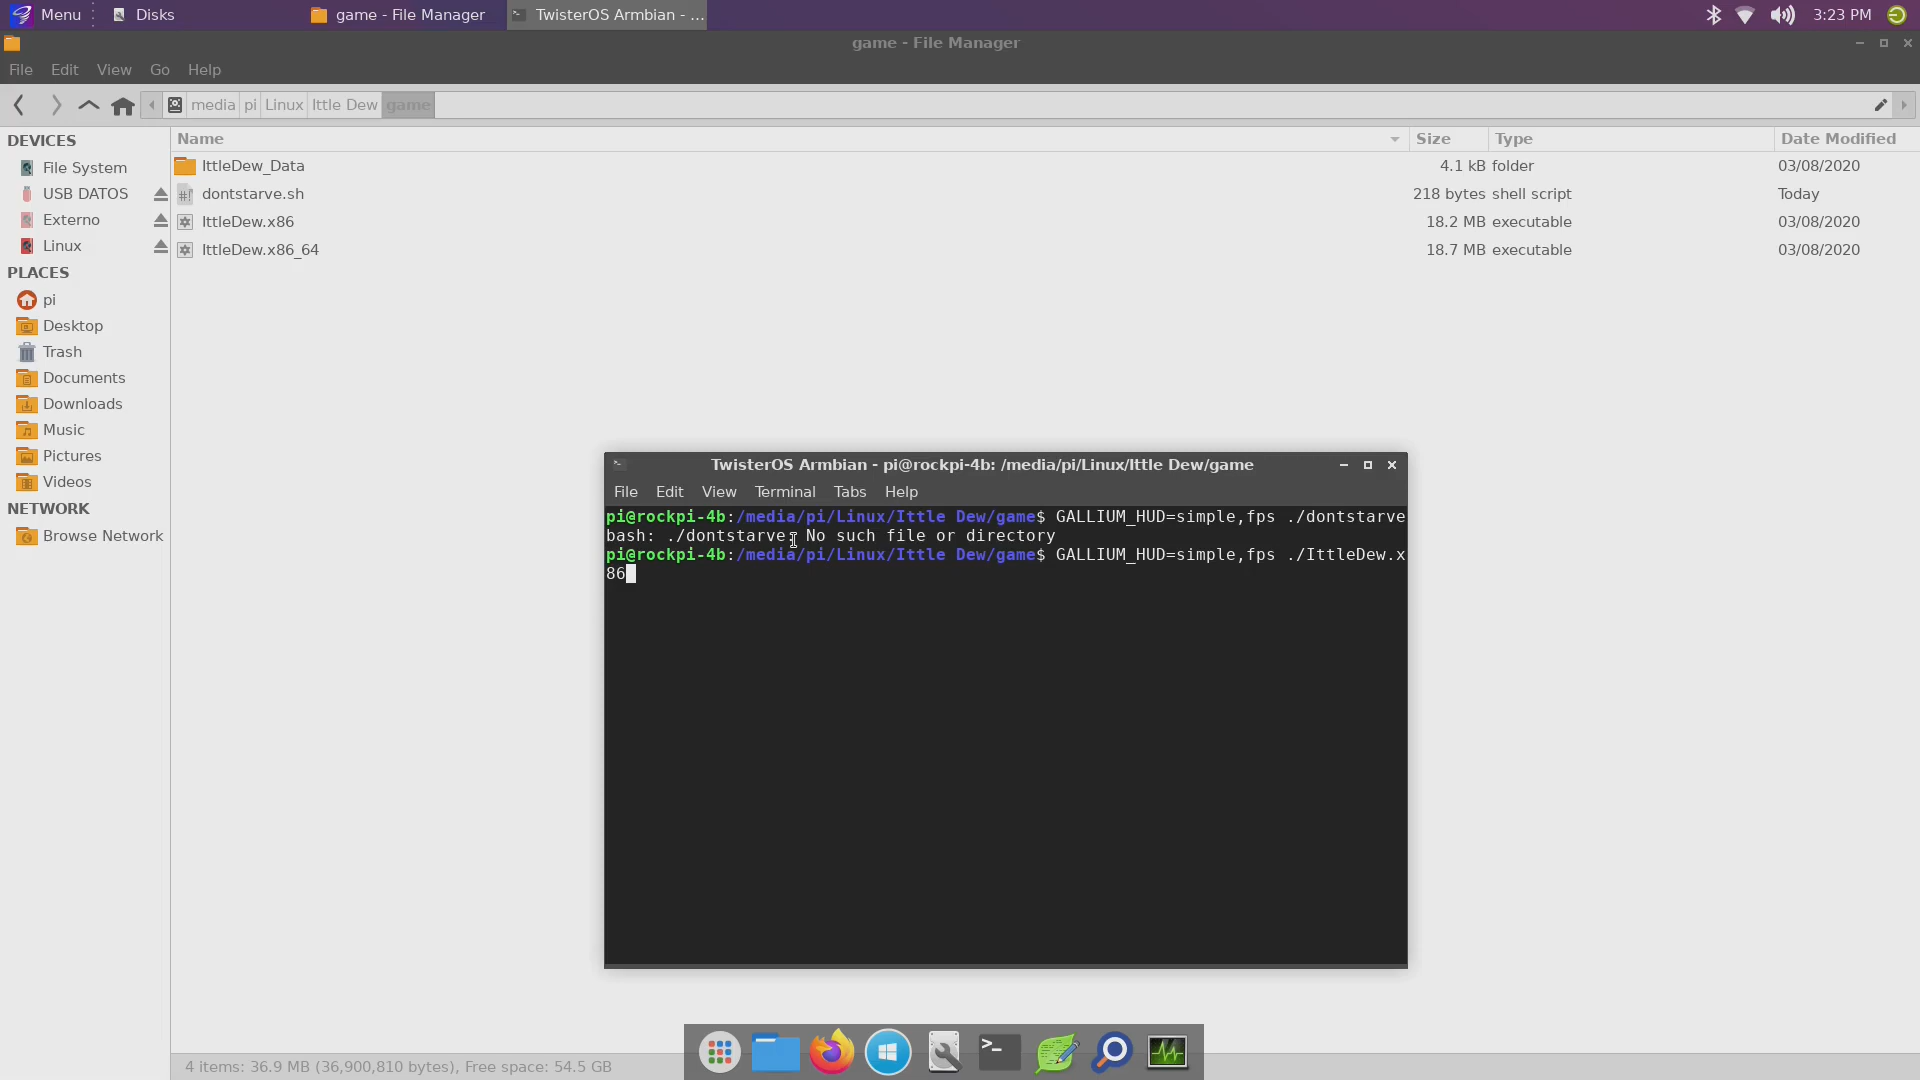 Menu Disks game - File Manager TwisterOS Armbian - ... 3:23 PM
game - File Manager
File Edit View Go Help
media pi Linux Ittle Dew game
DEVICES
File System
USB DATOS
Externo
Linux
PLACES
pi
Desktop
Trash
Documents
Downloads
Music
Pictures
Videos
NETWORK
Browse Network
Name Size Type Date Modified
IttleDew_Data 4.1 kB folder 03/08/2020
dontstarve.sh 218 bytes shell script Today
IttleDew.x86 18.2 MB executable 03/08/2020
IttleDew.x86_64 18.7 MB executable 03/08/2020
TwisterOS Armbian - pi@rockpi-4b: /media/pi/Linux/Ittle Dew/game
File Edit View Terminal Tabs Help
pi@rockpi-4b:/media/pi/Linux/Ittle Dew/game$ GALLIUM_HUD=simple,fps ./dontstarve
bash: ./dontstarve: No such file or directory
pi@rockpi-4b:/media/pi/Linux/Ittle Dew/game$ GALLIUM_HUD=simple,fps ./IttleDew.x
86
4 items: 36.9 MB (36,900,810 bytes), Free space: 54.5 GB